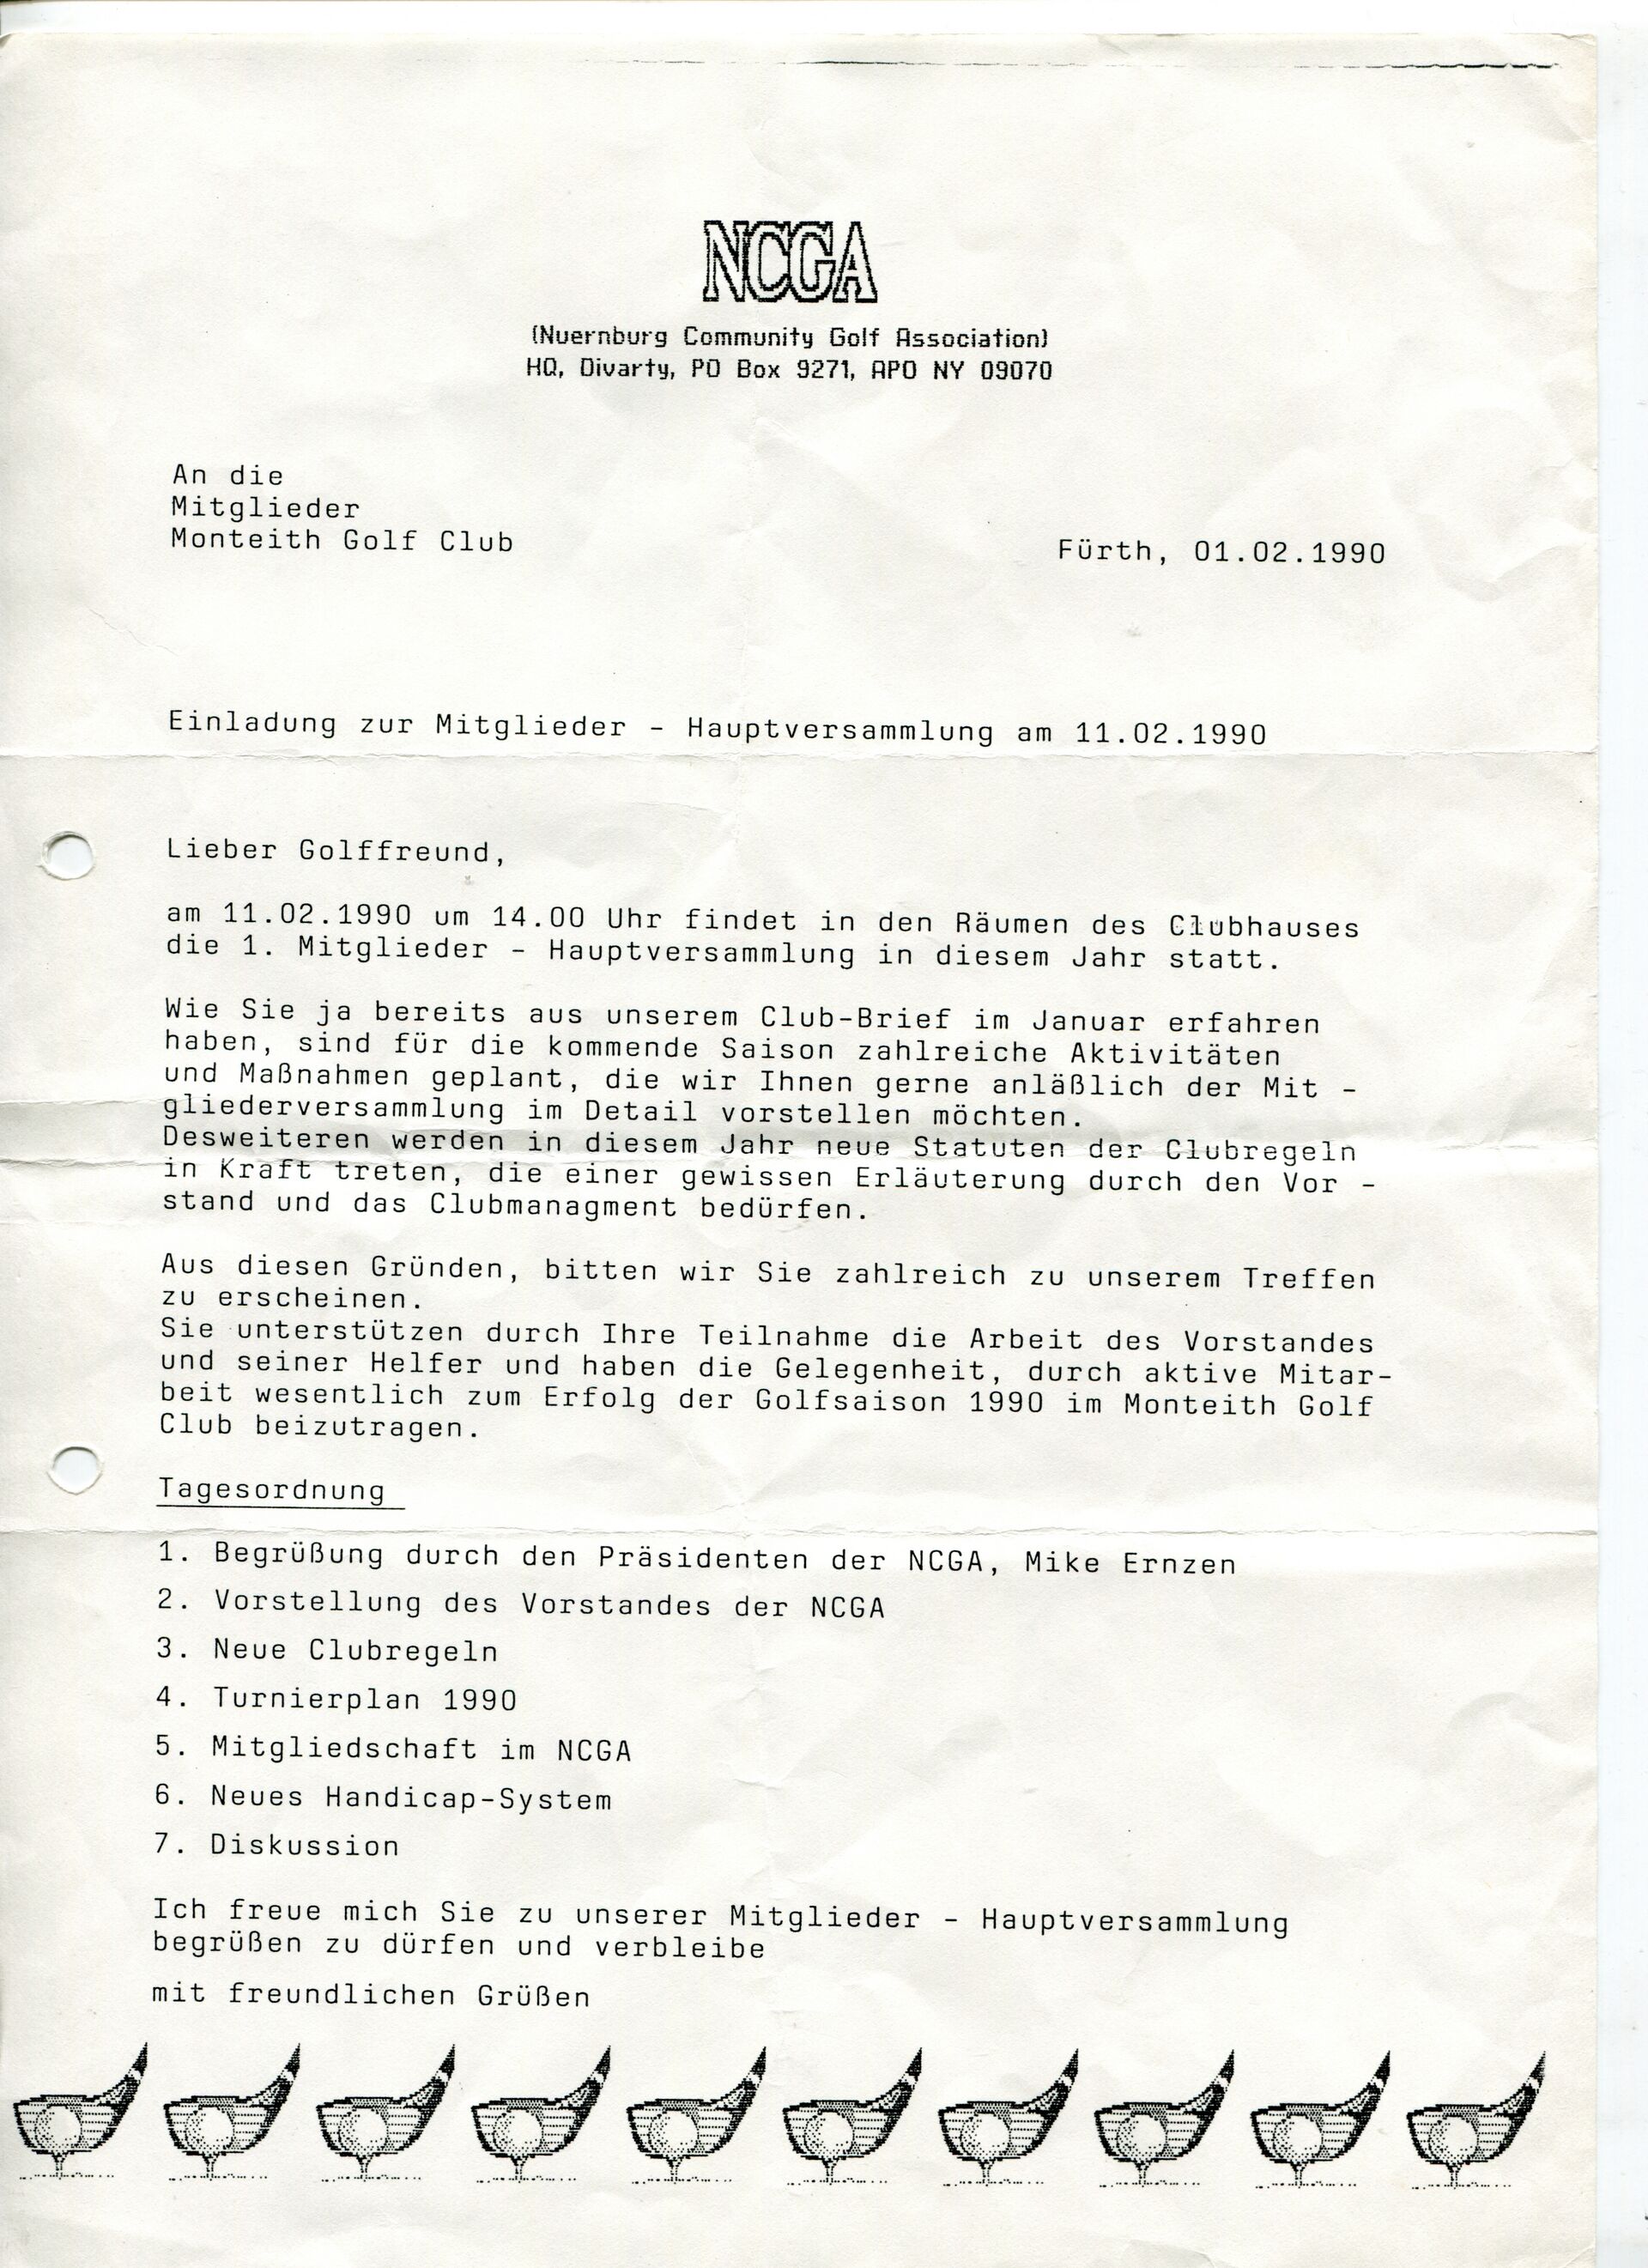 NCGA
(Nuernburg Community Golf Association)
HQ, Divarty, PO Box 9271, APO NY 09070
An die
Mitglieder
Monteith Golf Club
Fürth, 01.02.1990
Einladung zur Mitglieder - Hauptversammlung am 11.02.1990
Lieber Golffreund,
am 11.02.1990 um 14.00 Uhr findet in den Räumen des Clubhauses
die 1. Mitglieder - Hauptversammlung in diesem Jahr statt.
Wie Sie ja bereits aus unserem Club-Brief im Januar erfahren
haben, sind für die kommende Saison zahlreiche Aktivitäten
und Maßnahmen geplant, die wir Ihnen gerne anläßlich der Mit -
gliederversammlung im Detail vorstellen möchten.
Desweiteren werden in diesem Jahr neue Statuten der Clubregeln
in Kraft treten, die einer gewissen Erläuterung durch den Vor -
stand und das Clubmanagment bedürfen.
Aus diesen Gründen, bitten wir Sie zahlreich zu unserem Treffen
zu erscheinen.
Sie unterstützen durch Ihre Teilnahme die Arbeit des Vorstandes
und seiner Helfer und haben die Gelegenheit, durch aktive Mitar-
beit wesentlich zum Erfolg der Golfsaison 1990 im Monteith Golf
Club beizutragen.
Tagesordnung
1. Begrüßung durch den Präsidenten der NCGA, Mike Ernzen
2. Vorstellung des Vorstandes der NCGA
3. Neue Clubregeln
4. Turnierplan 1990
5. Mitgliedschaft im NCGA
6. Neues Handicap-System
7. Diskussion
Ich freue mich Sie zu unserer Mitglieder - Hauptversammlung
begrüßen zu dürfen und verbleibe
mit freundlichen Grüßen